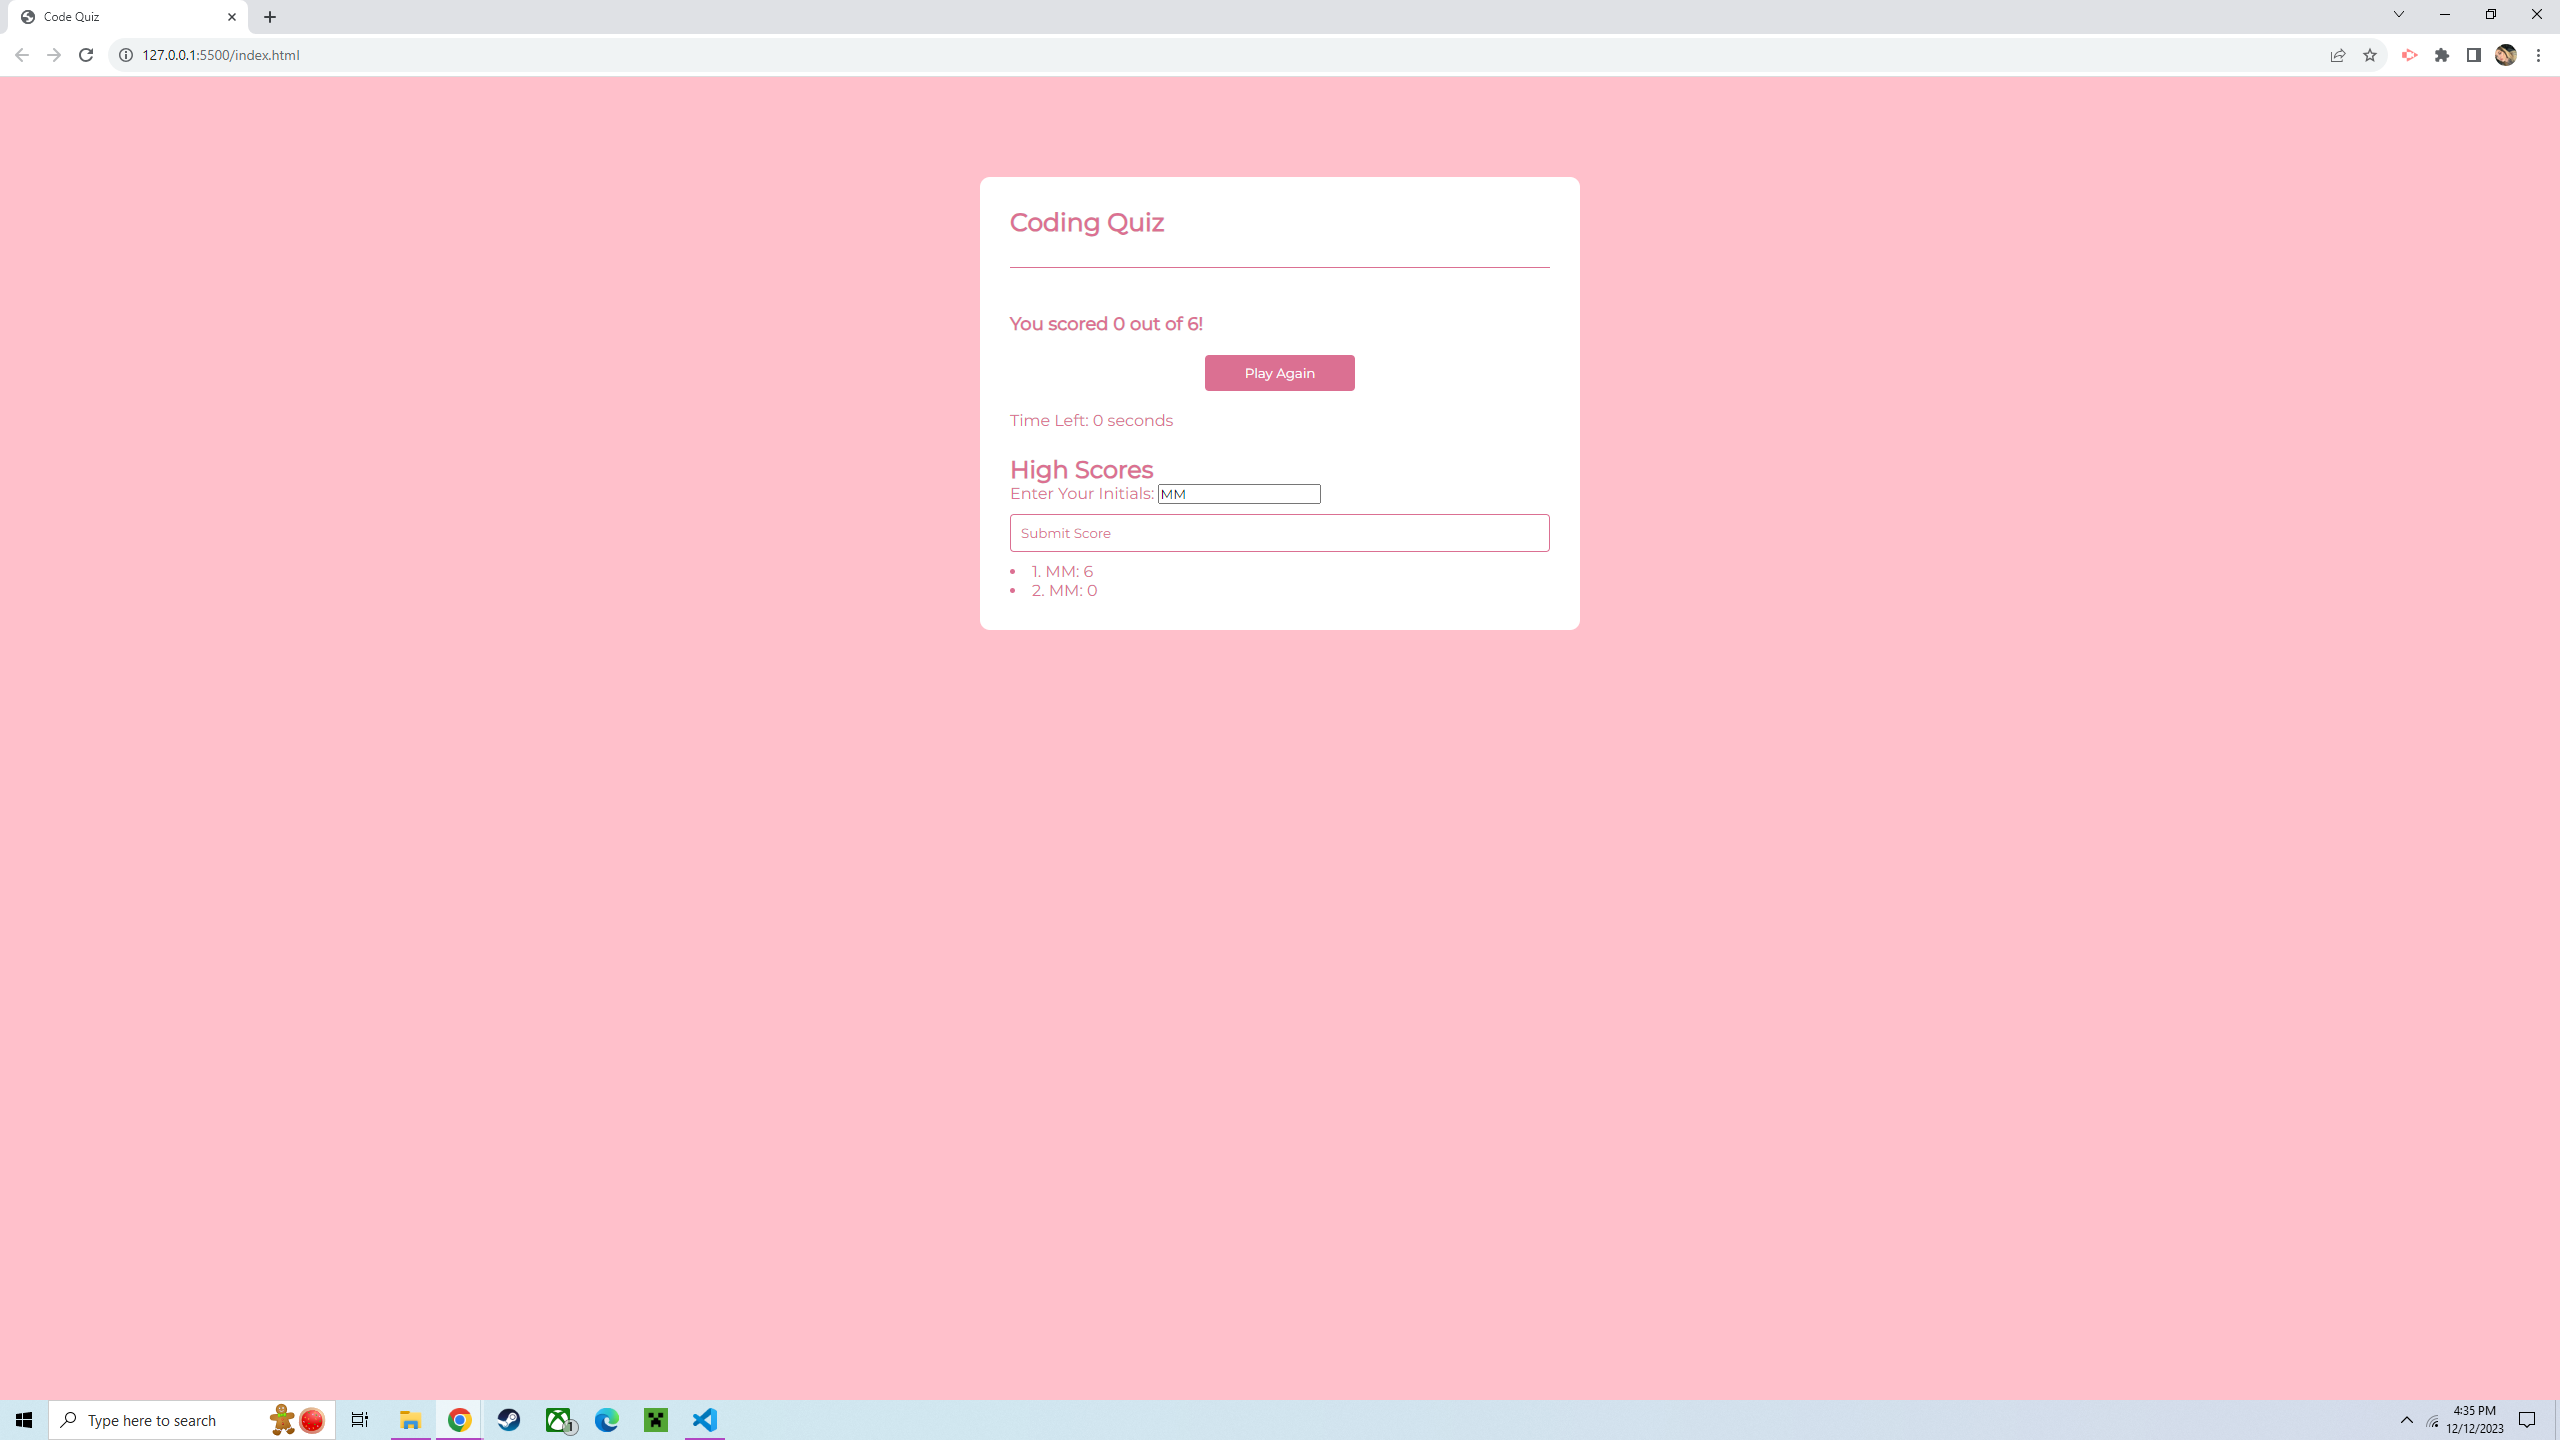 Code Quiz
127.0.0.1:5500/index.html
Coding Quiz
You scored 0 out of 6!
Play Again
Time Left: 0 seconds
High Scores
Enter Your Initials: MM
Submit Score
• 1. MM: 6
• 2. MM: 0
Type here to search
1
4:35 PM
12/12/2023